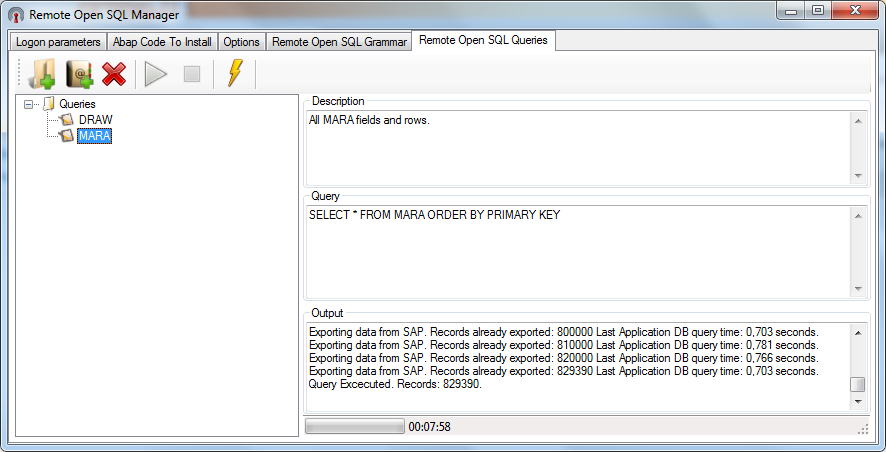 Remote Open SQL Manager
Logon parameters Abap Code To Install Options Remote Open SQL Grammar Remote Open SQL Queries
Queries
DRAW
MARA
Description
All MARA fields and rows.
Query
SELECT * FROM MARA ORDER BY PRIMARY KEY
Output
Exporting data from SAP. Records already exported: 800000 Last Application DB query time: 0,703 seconds.
Exporting data from SAP. Records already exported: 810000 Last Application DB query time: 0,781 seconds.
Exporting data from SAP. Records already exported: 820000 Last Application DB query time: 0,766 seconds.
Exporting data from SAP. Records already exported: 829390 Last Application DB query time: 0,703 seconds.
Query Excecuted. Records: 829390.
00:07:58